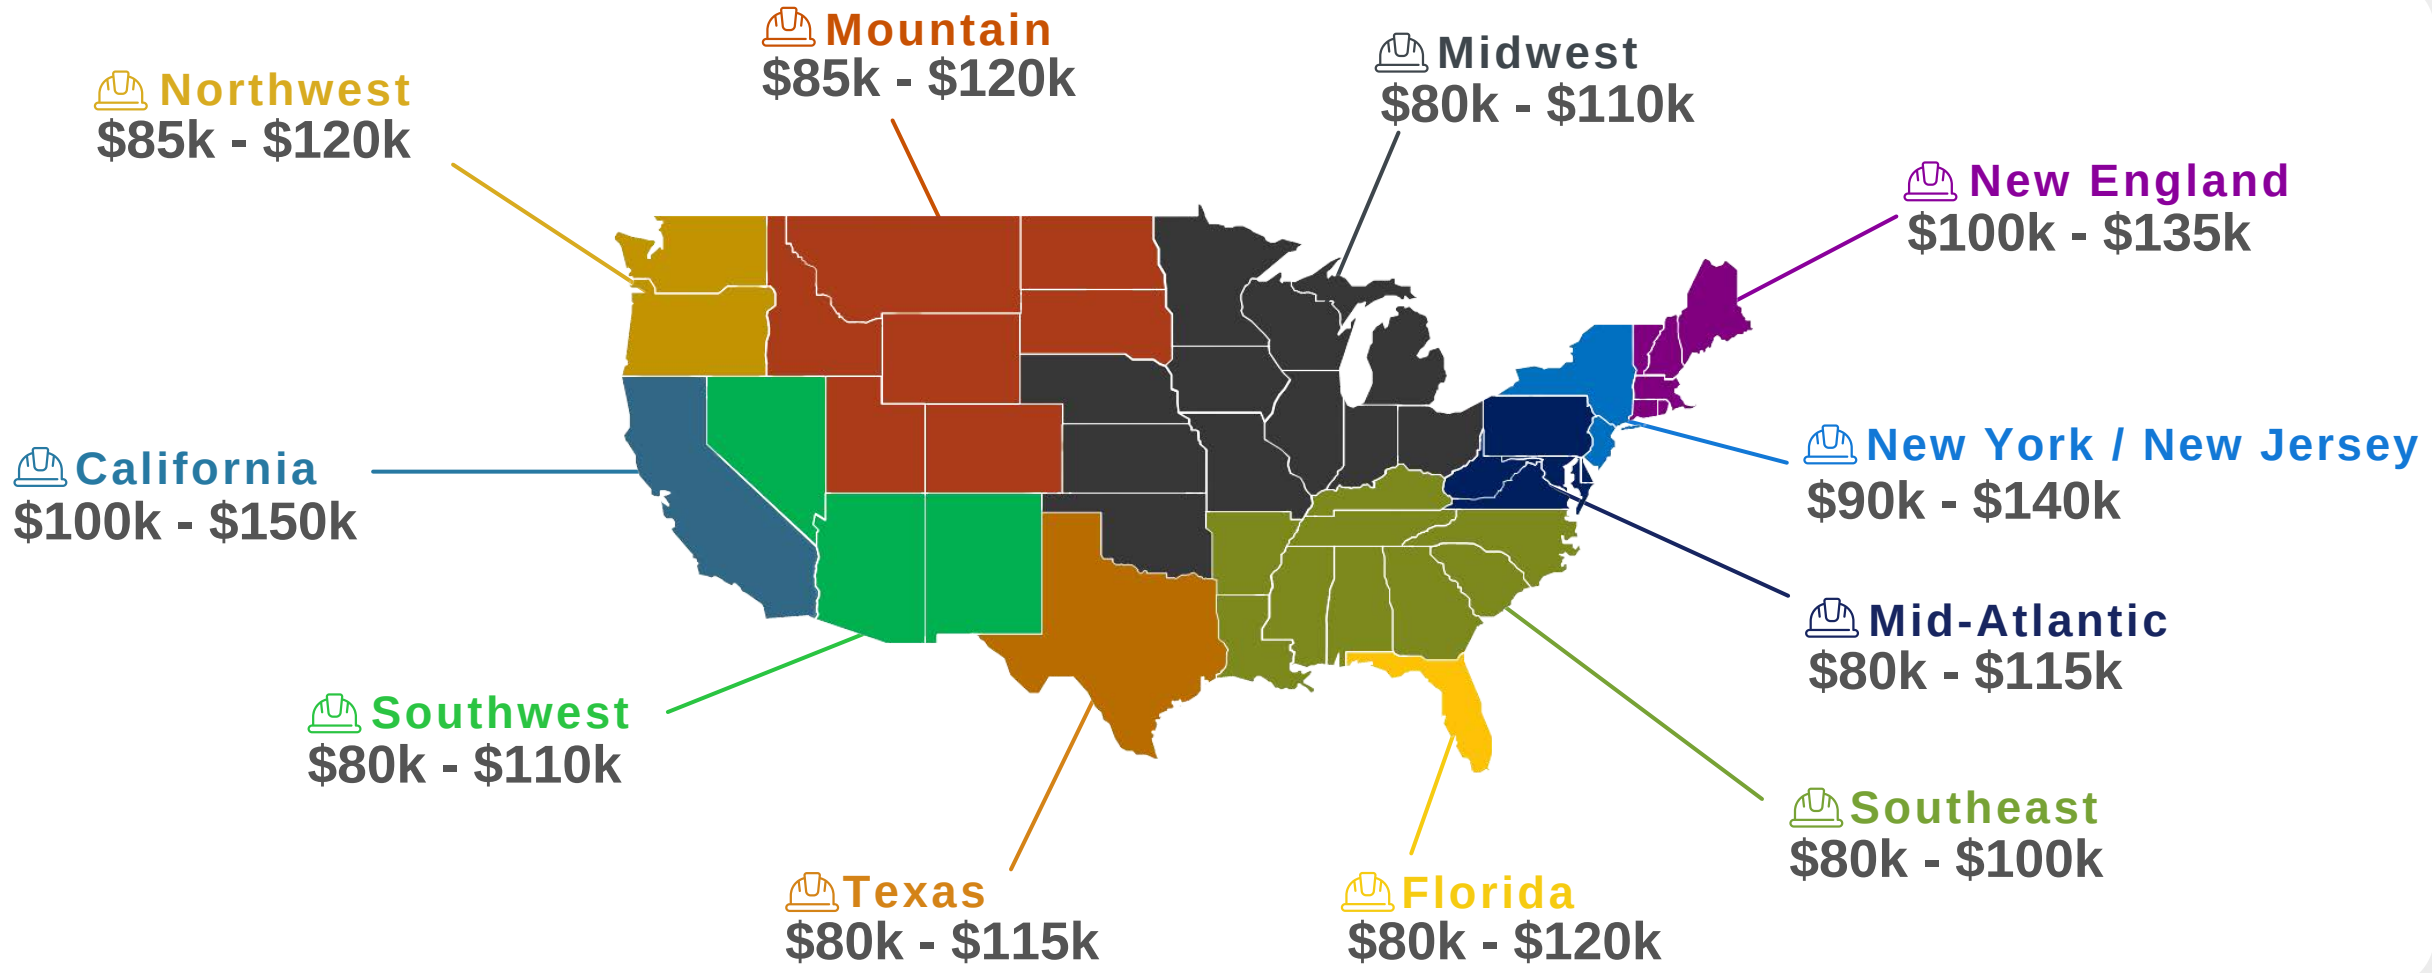 Mountain
$85k - $120k
Midwest
$80k - $110k
Northwest
$85k - $120k
New England
$100k - $135k
California
$100k - $150k
New York / New Jersey
$90k - $140k
Mid-Atlantic
$80k - $115k
Southwest
$80k - $110k
Southeast
$80k - $100k
Texas
$80k - $115k
Florida
$80k - $120k